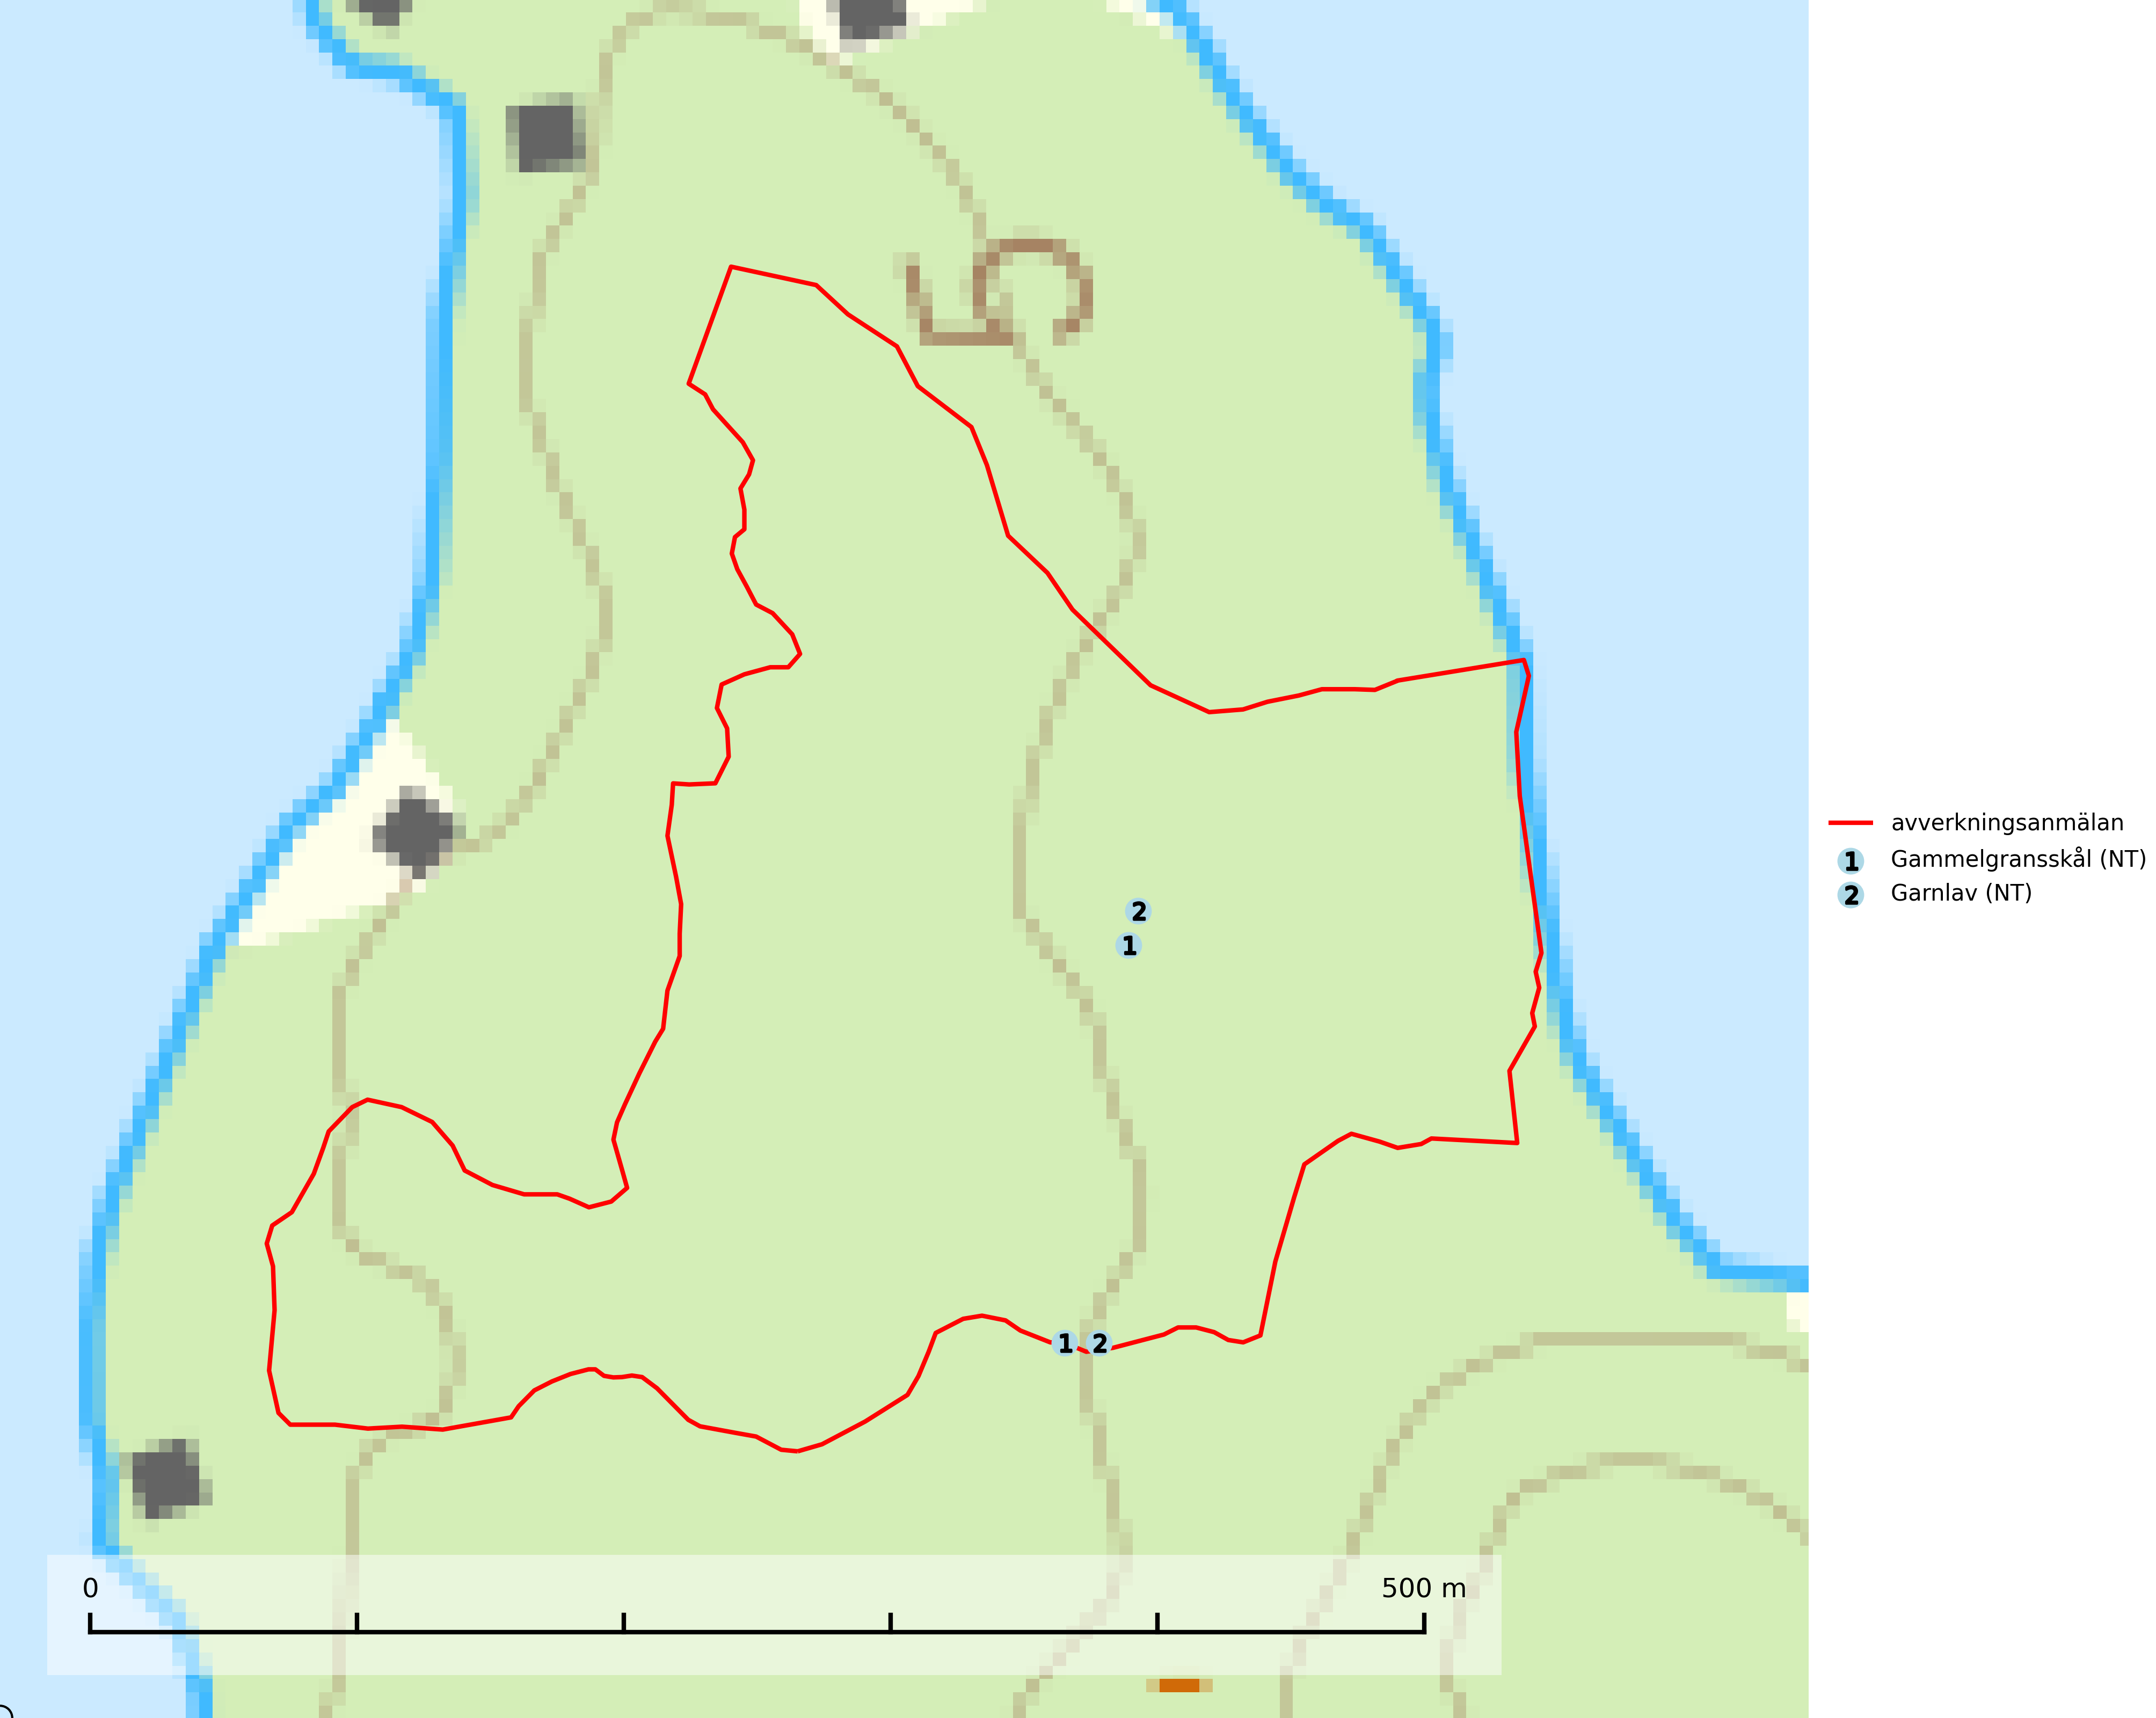 2
1
1 2
0 500 m
avverkningsanmälan
1 Gammelgransskål (NT)
2 Garnlav (NT)